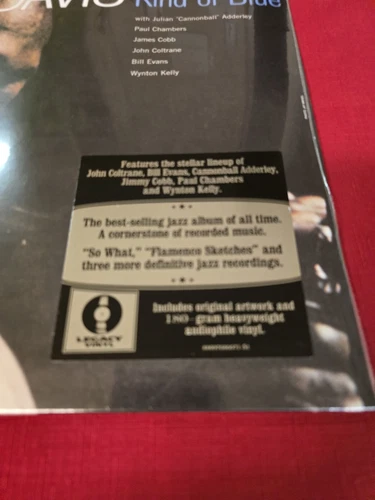 DAVIS Kind of Blue
with Julian "Cannonball" Adderley
Paul Chambers
James Cobb
John Coltrane
Bill Evans
Wynton Kelly
Features the stellar lineup of
John Coltrane, Bill Evans, Cannonball Adderley,
Jimmy Cobb, Paul Chambers
and Wynton Kelly.
The best-selling jazz album of all time.
A cornerstone of recorded music.
"So What," "Flamenco Sketches" and
three more definitive jazz recordings.
LEGACY
VINYL
Includes original artwork and
180-gram heavyweight
audiophile vinyl.